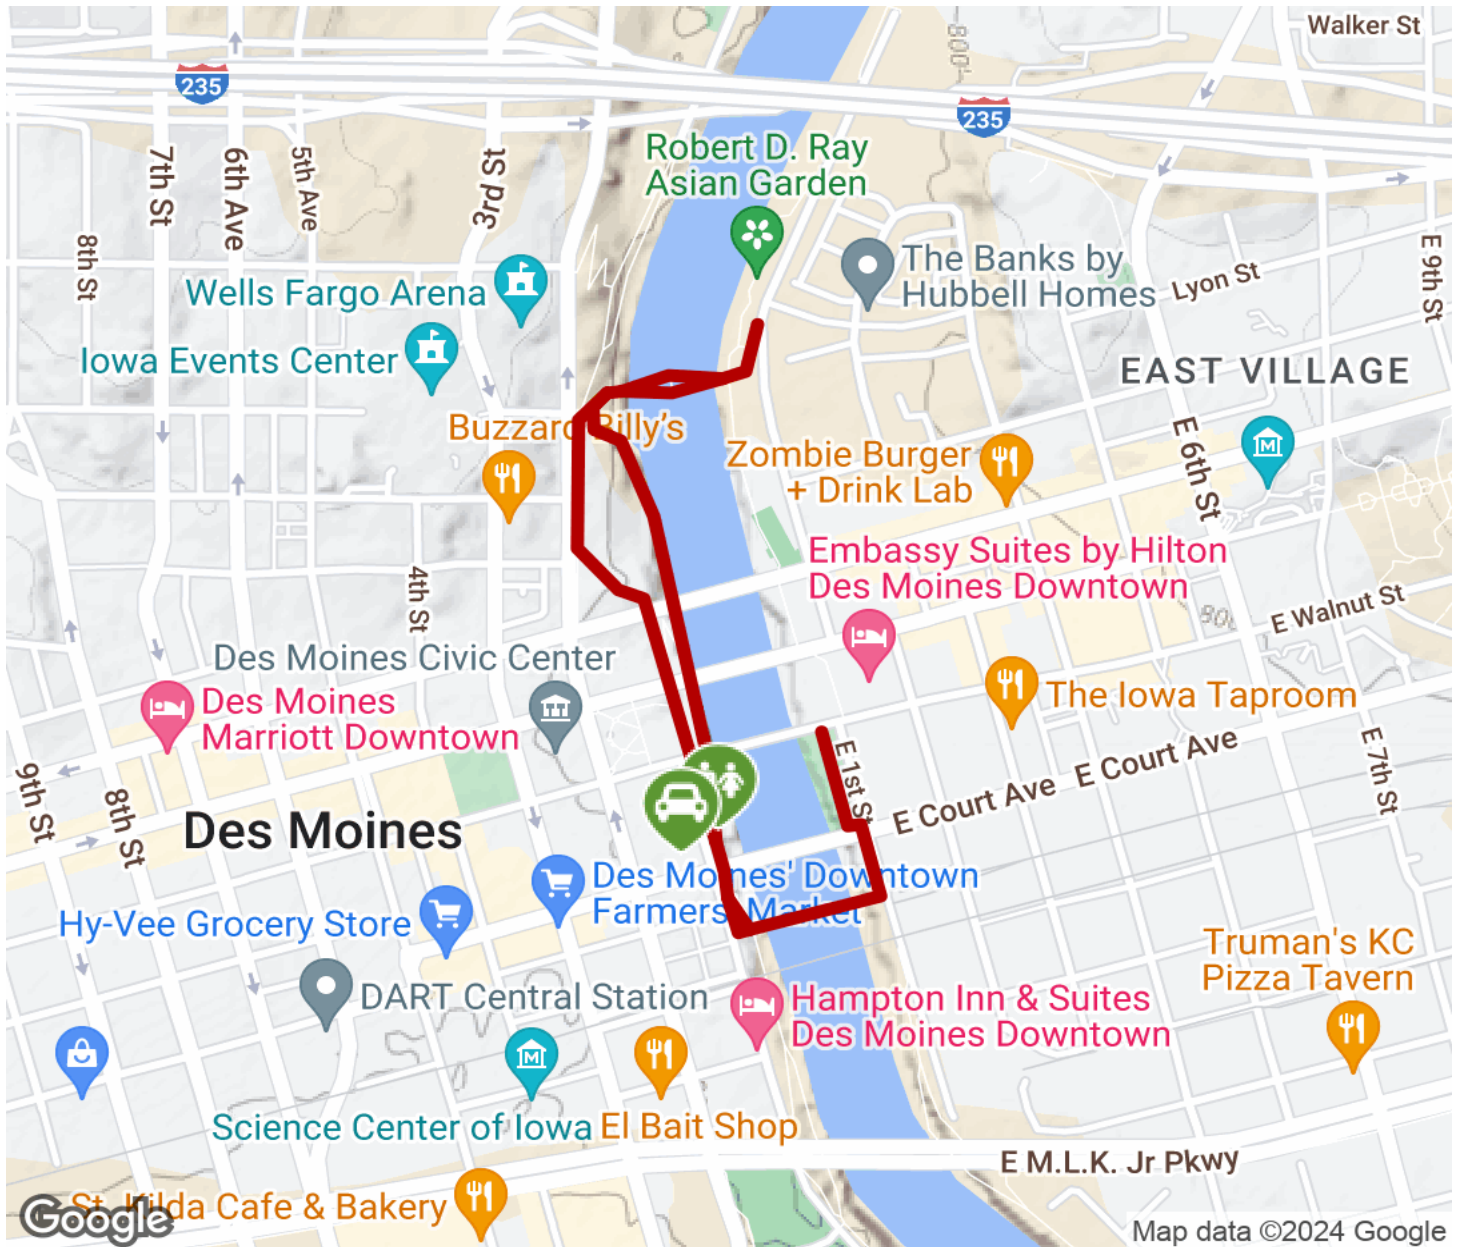 Walker St
800'
235
235
Robert D. Ray
Asian Garden
7th St
6th Ave
5th Ave
3rd St
8th St
E 9th St
The Banks by
Hubbell Homes
Lyon St
Wells Fargo Arena
Iowa Events Center
EAST VILLAGE
Buzzard Billy's
Zombie Burger
+ Drink Lab
E 6th St
Embassy Suites by Hilton
Des Moines Downtown
4th St
E Walnut St
Des Moines Civic Center
Des Moines
Marriott Downtown
The Iowa Taproom
E 1st St
E Court Ave
E Court Ave
E 7th St
9th St
8th St
Des Moines
Des Moines' Downtown
Farmers' Market
Hy-Vee Grocery Store
Truman's KC
Pizza Tavern
DART Central Station
Hampton Inn & Suites
Des Moines Downtown
M
M
Science Center of Iowa
El Bait Shop
E M.L.K. Jr Pkwy
St. Kilda Cafe & Bakery
Google
Map data ©2024 Google